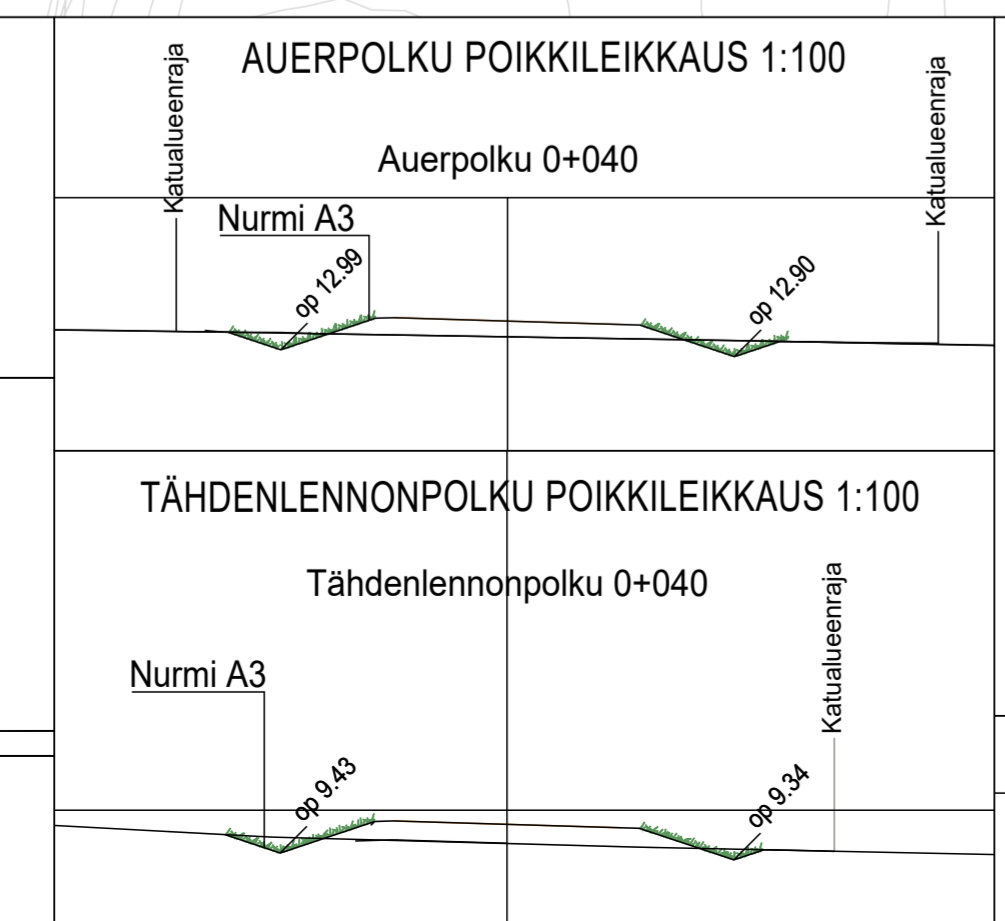 AUERPOLKU POIKKILEIKKAUS 1:100
Auerpolku 0+040
Katualueenraja
Katualueenraja
Nurmi A3
op 12.99
op 12.90
TÄHDENLENNONPOLKU POIKKILEIKKAUS 1:100
Tähdenlennonpolku 0+040
Katualueenraja
Nurmi A3
op 9.43
op 9.34